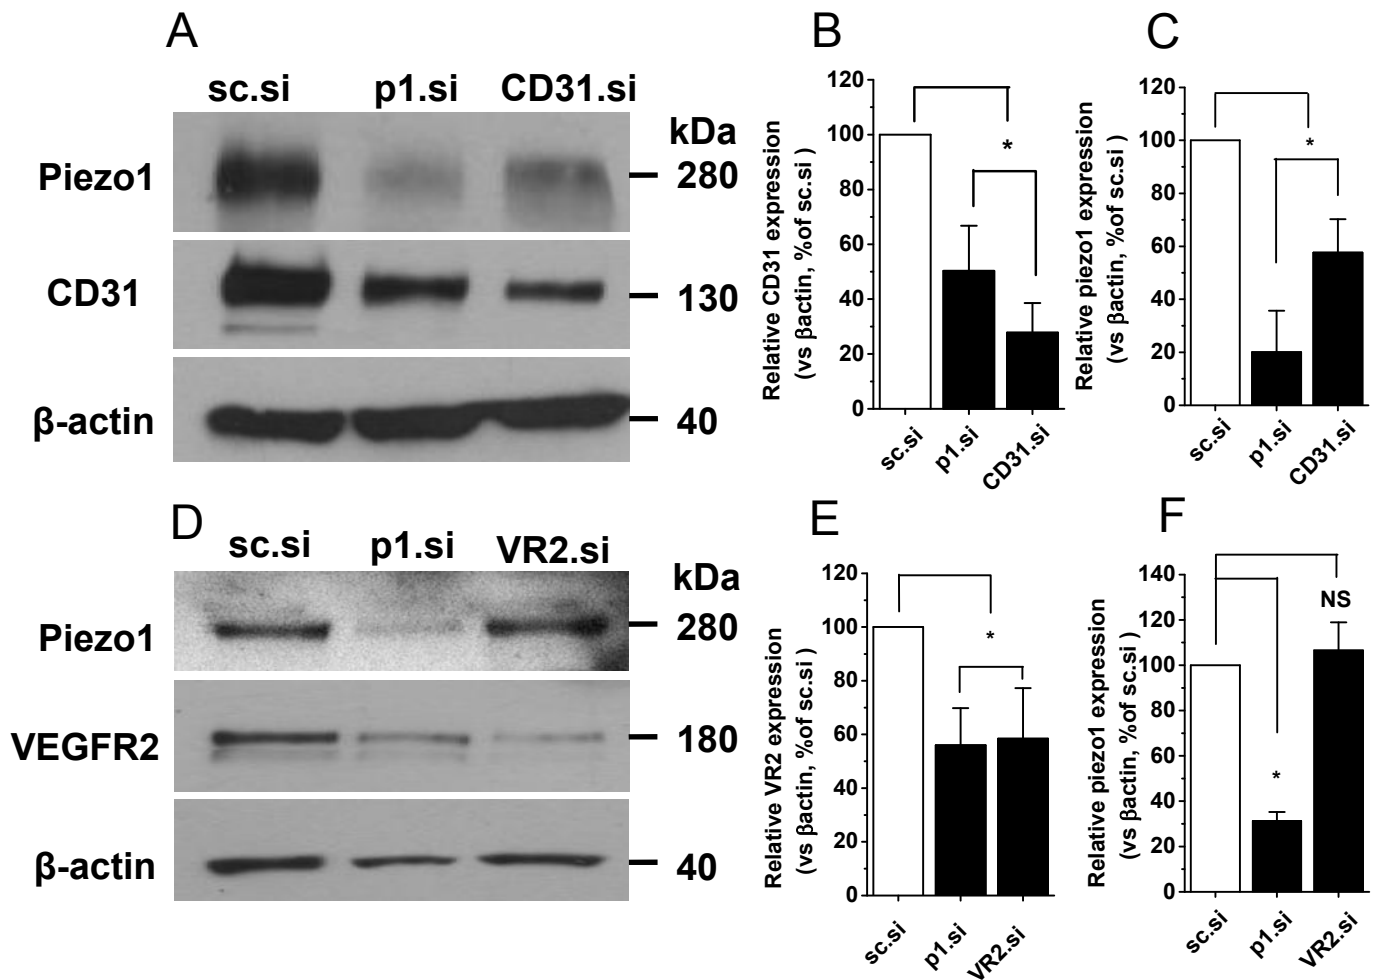 A
sc.si p1.si CD31.si
kDa
Piezo1 280
CD31 130
β-actin 40
B
Relative CD31 expression
(vs βactin, %of sc.si )
120
100
80
60
40
20
0
*
sc.si p1.si CD31.si
C
Relative piezo1 expression
(vs βactin, %of sc.si )
120
100
80
60
40
20
0
*
sc.si p1.si CD31.si
D
sc.si p1.si VR2.si
kDa
Piezo1 280
VEGFR2 180
β-actin 40
E
Relative VR2 expression
(vs βactin, %of sc.si )
120
100
80
60
40
20
0
*
sc.si p1.si VR2.si
F
Relative piezo1 expression
(vs βactin, %of sc.si )
140
120
100
80
60
40
20
0
NS
*
sc.si p1.si VR2.si